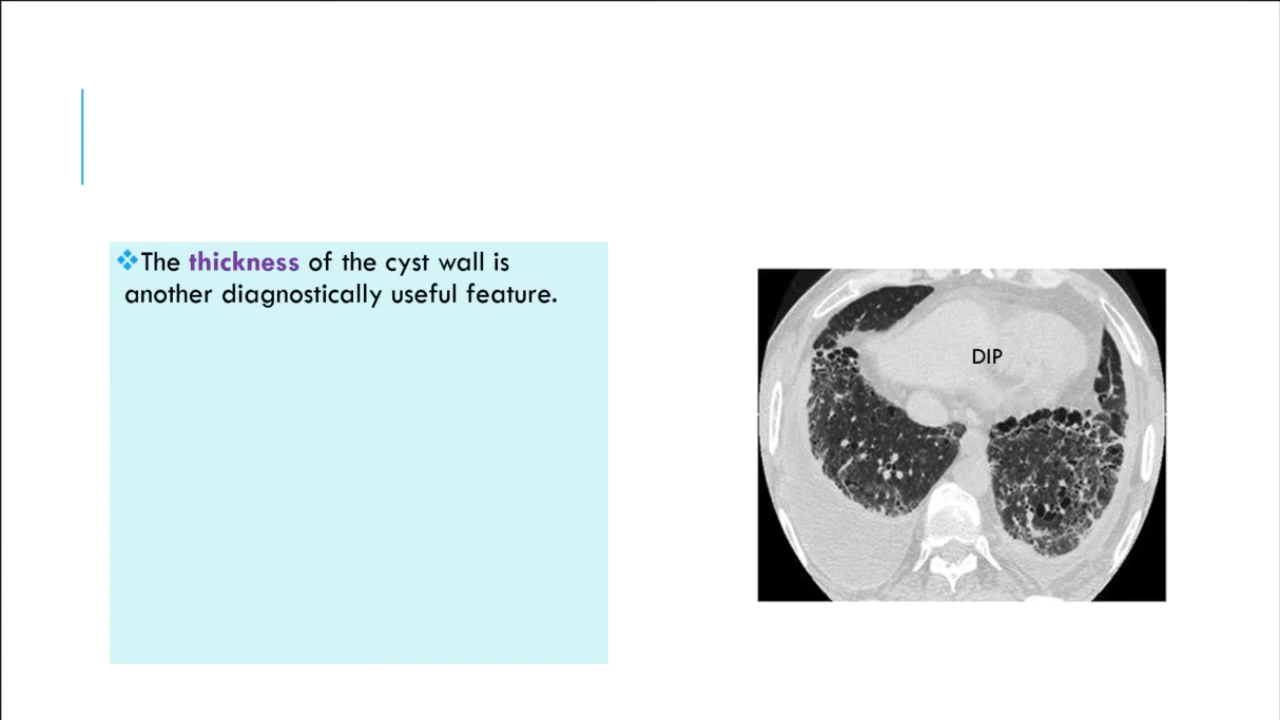 ❖The thickness of the cyst wall is
another diagnostically useful feature.
DIP